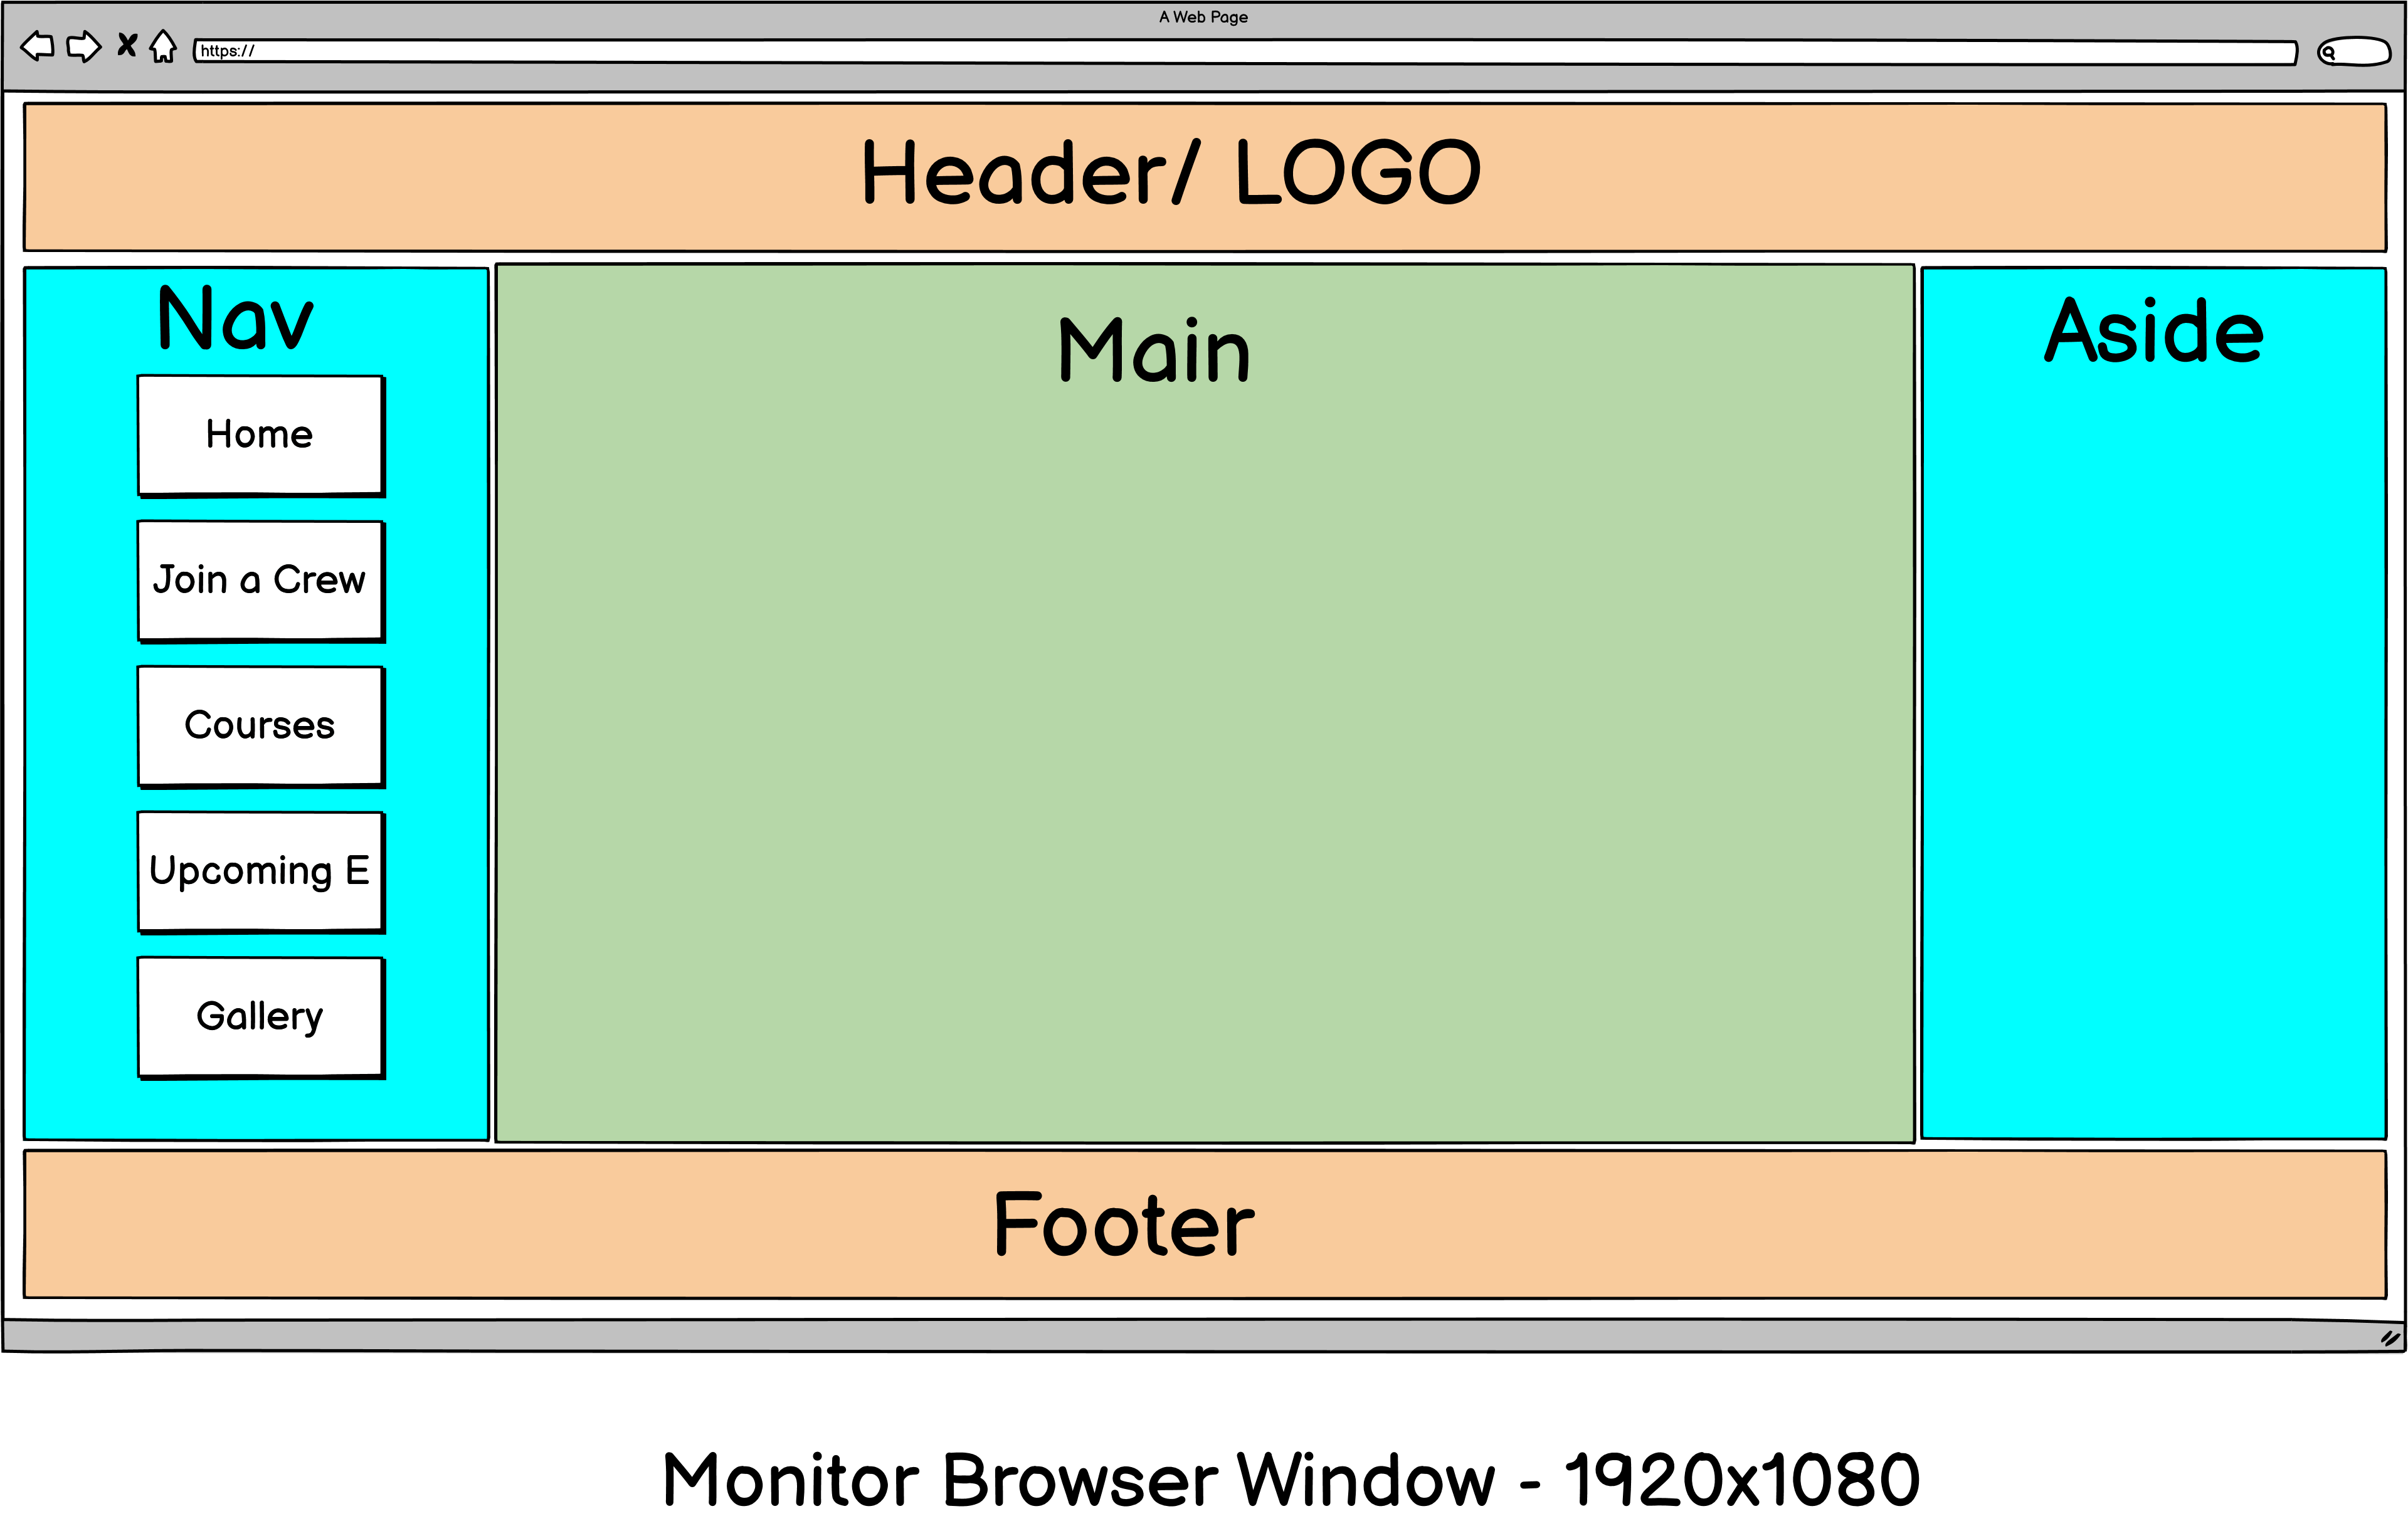 A Web Page
https://
Header/ LOGO
Nav
Main
Aside
Home
Join a Crew
Courses
Upcoming E
Gallery
Footer
Monitor Browser Window - 1920x1080